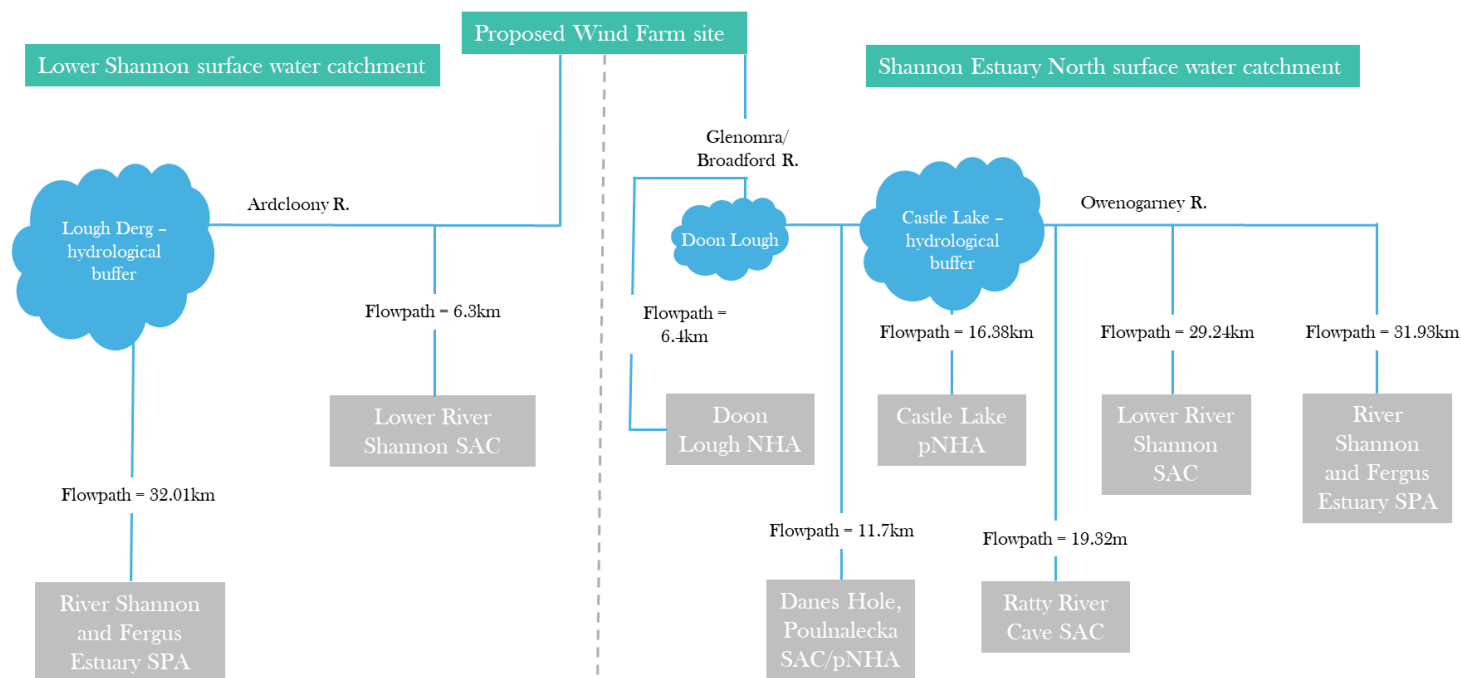 Proposed Wind Farm site
Lower Shannon surface water catchment
Shannon Estuary North surface water catchment
Glenomra/
Broadford R.
Ardcloony R.
Owenogarney R.
Lough Derg –
hydrological
buffer
Doon Lough
Castle Lake –
hydrological
buffer
Flowpath = 6.3km
Flowpath =
6.4km
Flowpath = 16.38km
Flowpath = 29.24km
Flowpath = 31.93km
Lower River
Shannon SAC
Doon
Lough NHA
Castle Lake
pNHA
Lower River
Shannon
SAC
River
Shannon
and Fergus
Estuary SPA
Flowpath = 32.01km
Flowpath = 11.7km
Flowpath = 19.32m
River Shannon
and Fergus
Estuary SPA
Danes Hole,
Poulnalecka
SAC/pNHA
Ratty River
Cave SAC